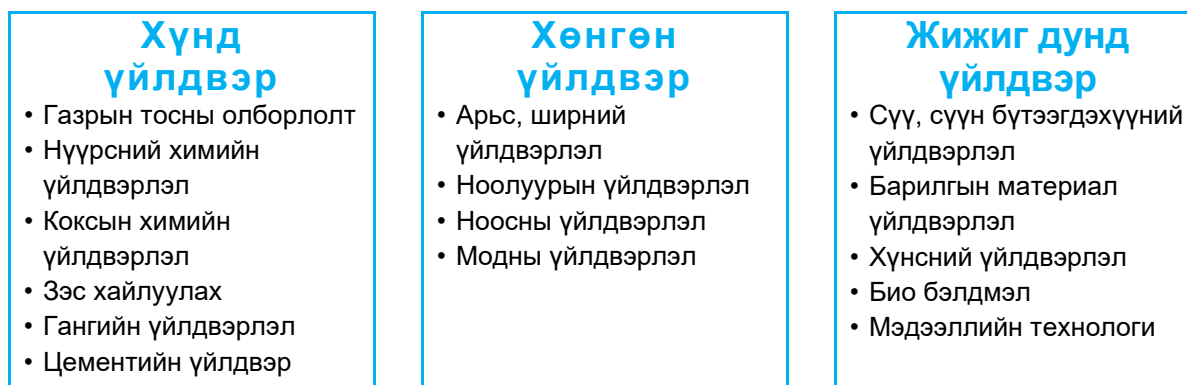 Хүнд
үйлдвэр
• Газрын тосны олборлолт
• Нүүрсний химийн
үйлдвэрлэл
• Коксын химийн
үйлдвэрлэл
• Зэс хайлуулах
• Гангийн үйлдвэрлэл
• Цементийн үйлдвэр
Хөнгөн
үйлдвэр
• Арьс, ширний
үйлдвэрлэл
• Ноолуурын үйлдвэрлэл
• Ноосны үйлдвэрлэл
• Модны үйлдвэрлэл
Жижиг дунд
үйлдвэр
• Сүү, сүүн бүтээгдэхүүний
үйлдвэрлэл
• Барилгын материал
үйлдвэрлэл
• Хүнсний үйлдвэрлэл
• Био бэлдмэл
• Мэдээллийн технологи